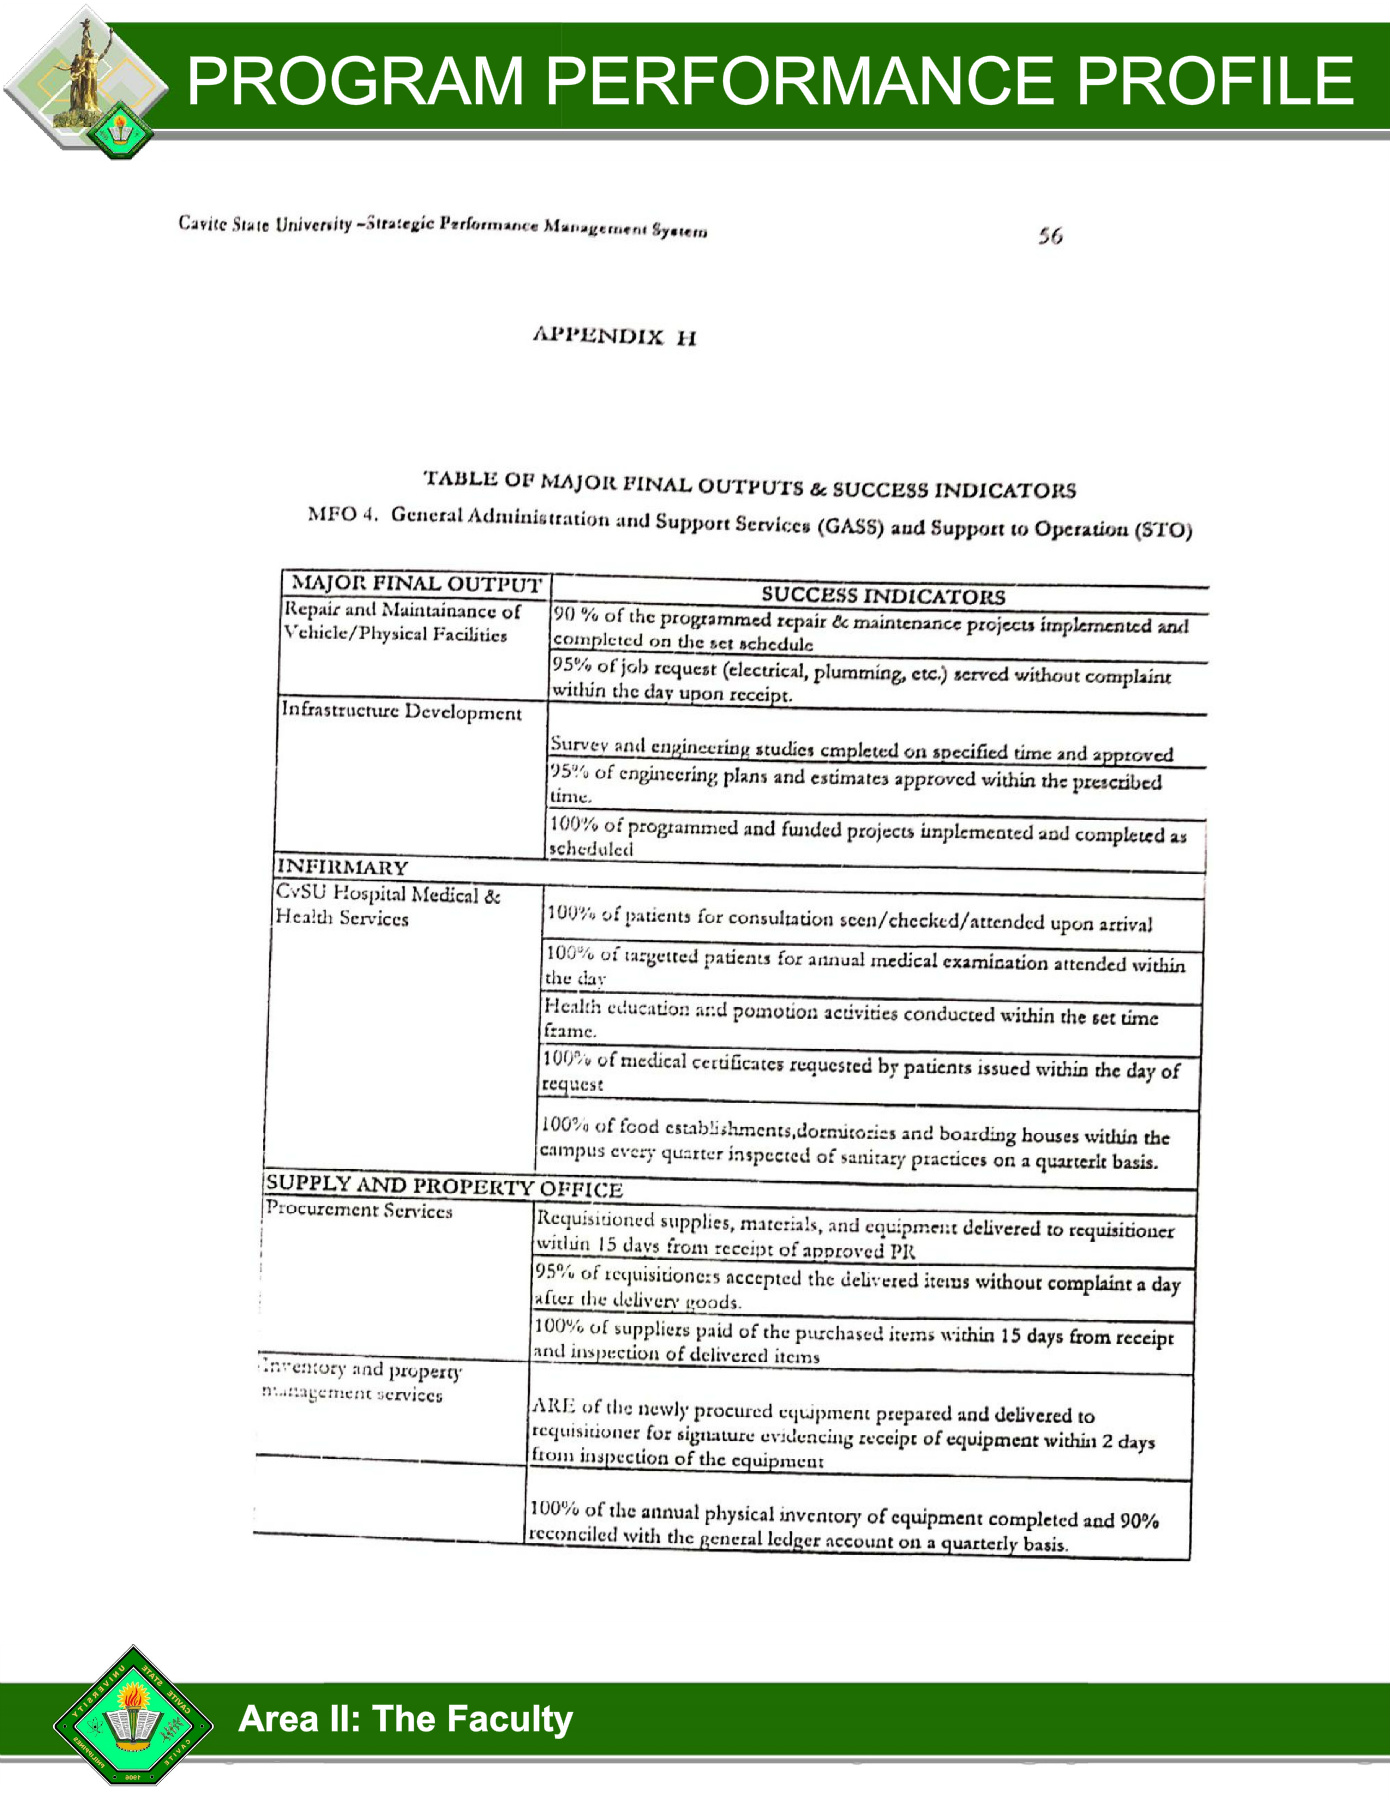 PROGRAM PERFORMANCE PROFILE
Cavite State University –Strategic Performance Management System
56
APPENDIX H
TABLE OF MAJOR FINAL OUTPUTS & SUCCESS INDICATORS
MFO 4. General Administration and Support Services (GASS) and Support to Operation (STO)
MAJOR FINAL OUTPUT
SUCCESS INDICATORS
Repair and Maintainance of
Vehicle/Physical Facilities
90 % of the programmed repair & maintenance projects implemented and
completed on the set schedule
95% of job request (electrical, plumming, etc.) served without complaint
within the day upon receipt.
Infrastructure Development
Survey and engineering studies cmpleted on specified time and approved
95% of engineering plans and estimates approved within the prescribed
time.
100% of programmed and funded projects implemented and completed as
scheduled
INFIRMARY
CvSU Hospital Medical &
Health Services
100% of patients for consultation seen/checked/attended upon arrival
100% of targetted patients for annual medical examination attended within
the day
Health education and pomotion activities conducted within the set time
frame.
100% of medical certificates requested by patients issued within the day of
request
100% of food establishments,dormitories and boarding houses within the
campus every quarter inspected of sanitary practices on a quarterlt basis.
SUPPLY AND PROPERTY OFFICE
Procurement Services
Requisitioned supplies, materials, and equipment delivered to requisitioner
within 15 days from receipt of approved PR
95% of requisitioners accepted the delivered items without complaint a day
after the delivery goods.
100% of suppliers paid of the purchased items within 15 days from receipt
and inspection of delivered items
Inventory and property
management services
ARE of the newly procured equipment prepared and delivered to
requisitioner for signature evidencing receipt of equipment within 2 days
from inspection of the equipment
100% of the annual physical inventory of equipment completed and 90%
reconciled with the general ledger account on a quarterly basis.
CAVITE STATE UNIVERSITY
CAVITE
PHILIPPINES
1906
Area II: The Faculty